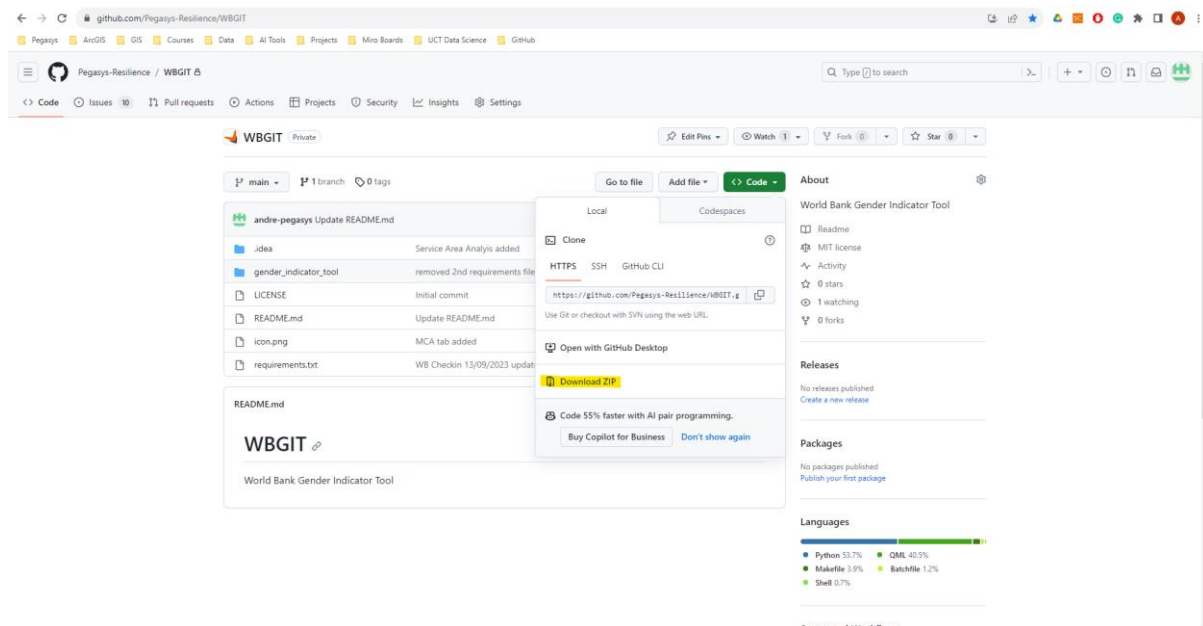 github.com/Pegasys-Resilience/WBGIT
Pegasys ArcGIS GIS Courses Data AI Tools Projects Miro Boards UCT Data Science GitHub
Pegasys-Resilience / WBGIT Type / to search
Code Issues 10 Pull requests Actions Projects Security Insights Settings
WBGIT Private Edit Pins Watch 1 Fork 0 Star 0
main 1 branch 0 tags Go to file Add file <> Code
andre-pegasys Update README.md
.idea Service Area Analyis added
gender_indicator_tool removed 2nd requirements file
LICENSE Initial commit
README.md Update README.md
icon.png MCA tab added
requirements.txt WB Checkin 13/09/2023 updat
Local Codespaces
Clone
HTTPS SSH GitHub CLI
https://github.com/Pegasys-Resilience/WBGIT.g
Use Git or checkout with SVN using the web URL.
Open with GitHub Desktop
Download ZIP
Code 55% faster with AI pair programming.
Buy Copilot for Business Don't show again
README.md
WBGIT
World Bank Gender Indicator Tool
About
World Bank Gender Indicator Tool
Readme
MIT license
Activity
0 stars
1 watching
0 forks
Releases
No releases published
Create a new release
Packages
No packages published
Publish your first package
Languages
Python 53.7% QML 40.5%
Makefile 3.9% Batchfile 1.2%
Shell 0.7%